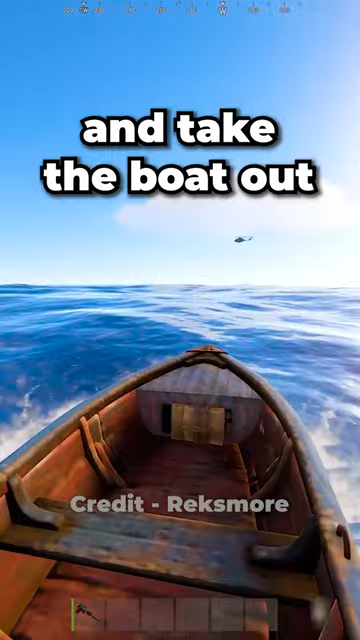 W
and take
the boat out
Credit - Reksmore